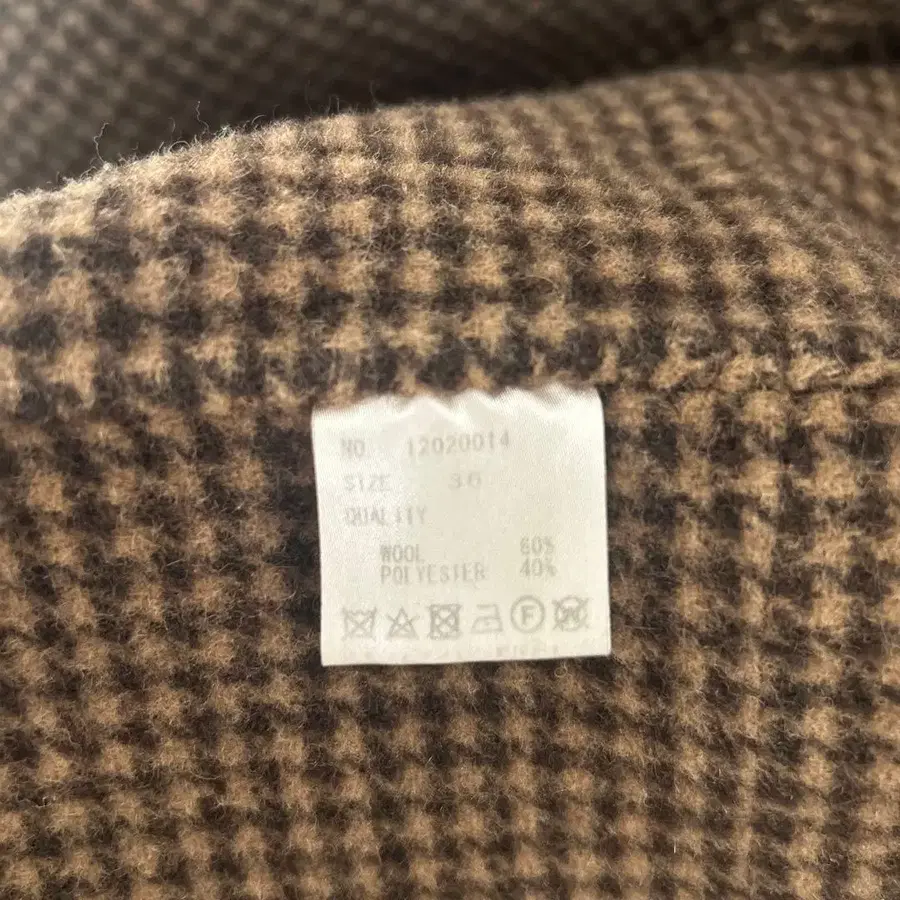 NO. 12020014
SIZE 36
QUALITY
WOOL 60%
POLYESTER 40%
F